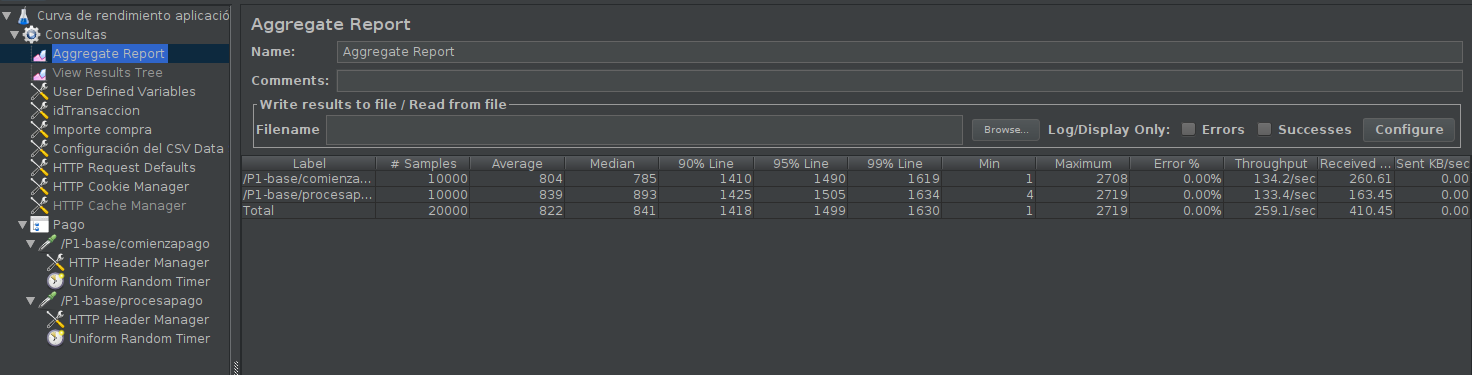 Curva de rendimiento aplicació
Consultas
Aggregate Report
View Results Tree
User Defined Variables
idTransaccion
Importe compra
Configuración del CSV Data
HTTP Request Defaults
HTTP Cookie Manager
HTTP Cache Manager
Pago
/P1-base/comienzapago
HTTP Header Manager
Uniform Random Timer
/P1-base/procesapago
HTTP Header Manager
Uniform Random Timer
Aggregate Report
Name: Aggregate Report
Comments:
Write results to file / Read from file
Filename Browse... Log/Display Only: Errors Successes Configure
Label # Samples Average Median 90% Line 95% Line 99% Line Min Maximum Error % Throughput Received ... Sent KB/sec
/P1-base/comienza... 10000 804 785 1410 1490 1619 1 2708 0.00% 134.2/sec 260.61 0.00
/P1-base/procesap... 10000 839 893 1425 1505 1634 4 2719 0.00% 133.4/sec 163.45 0.00
Total 20000 822 841 1418 1499 1630 1 2719 0.00% 259.1/sec 410.45 0.00